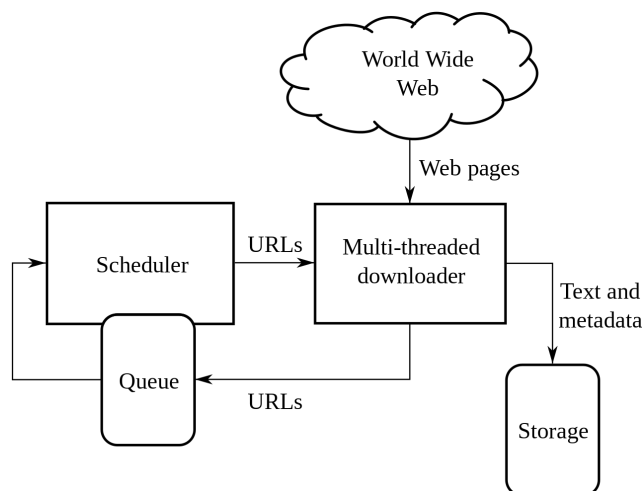 World Wide
Web
Web pages
Scheduler
URLs
Multi-threaded
downloader
Text and
metadata
Queue
URLs
Storage